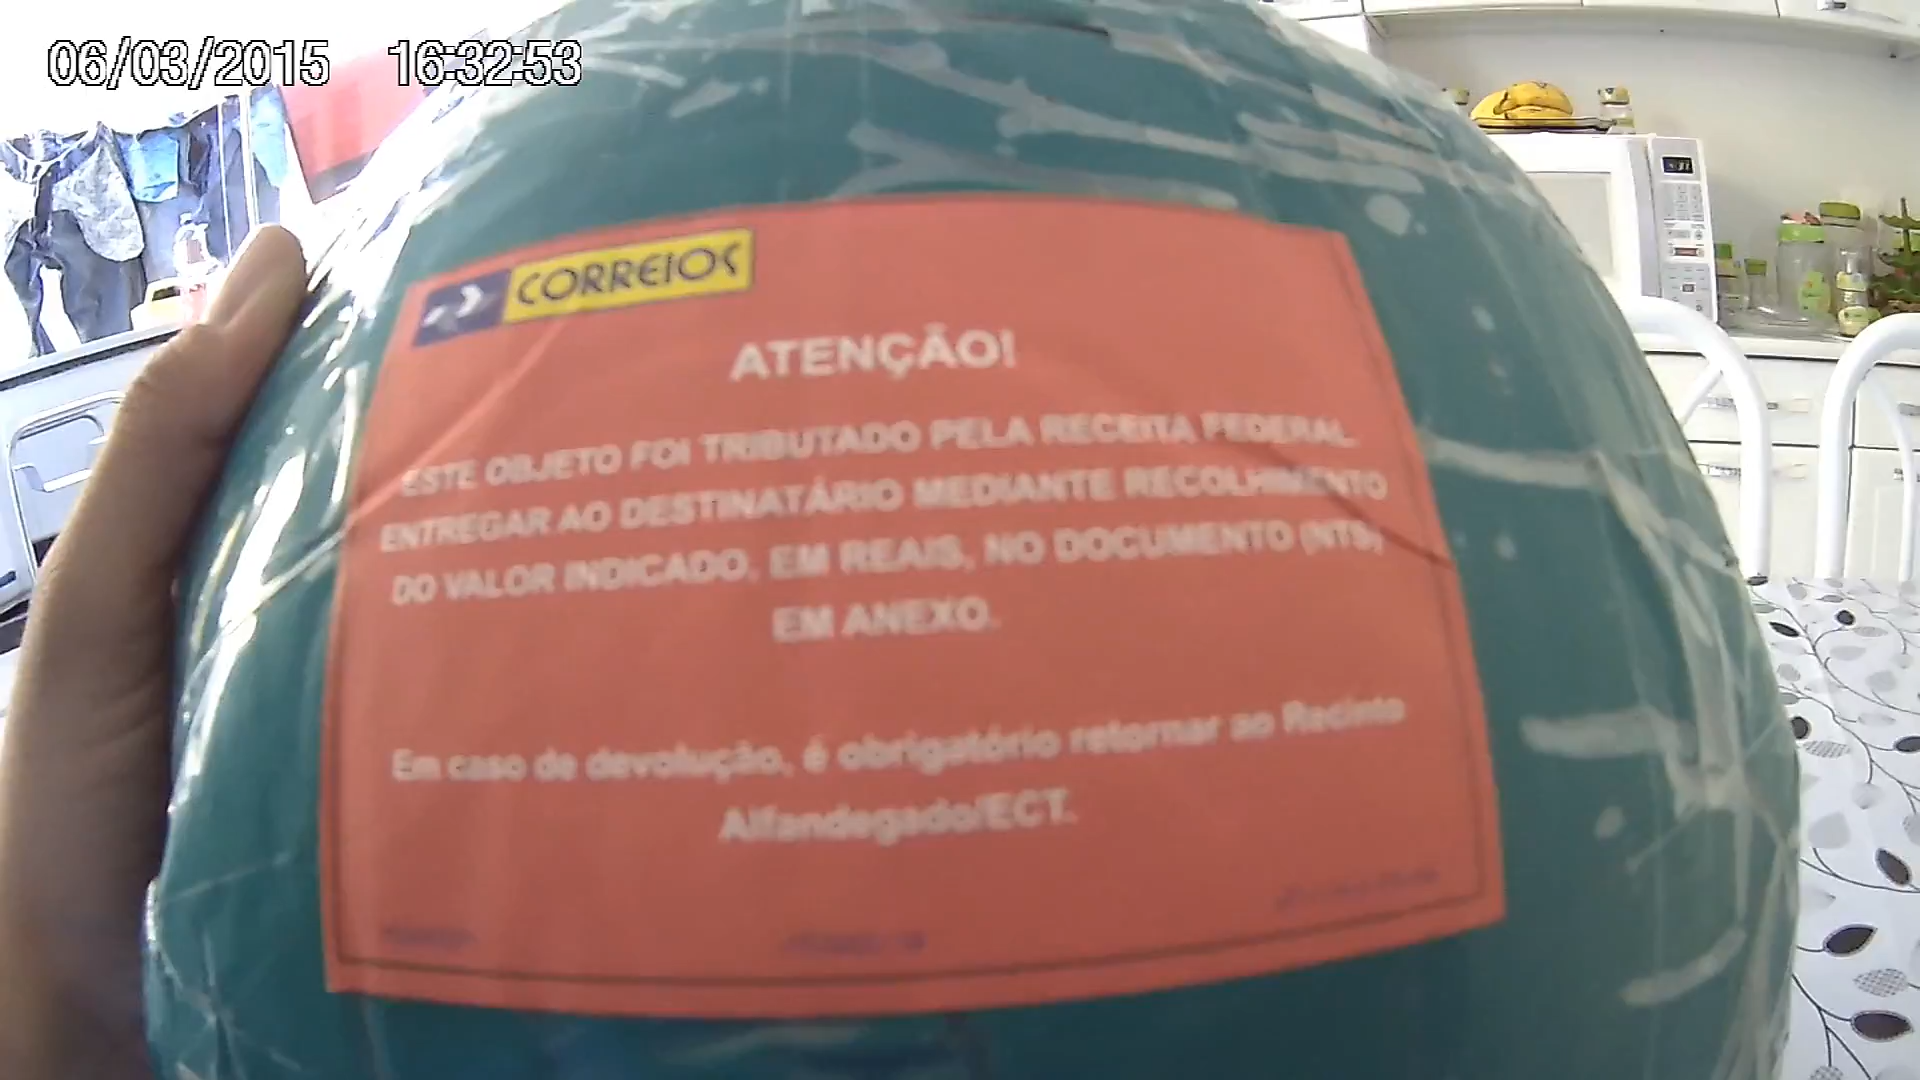 06/03/2015 16:32:53
CORREIOS
ATENÇÃO!
ESTE OBJETO FOI TRIBUTADO PELA RECEITA FEDERAL
ENTREGAR AO DESTINATÁRIO MEDIANTE RECOLHIMENTO
DO VALOR INDICADO, EM REAIS, NO DOCUMENTO (NTS)
EM ANEXO.
Em caso de devolução, é obrigatório retornar ao Recinto
Alfandegado/ECT.